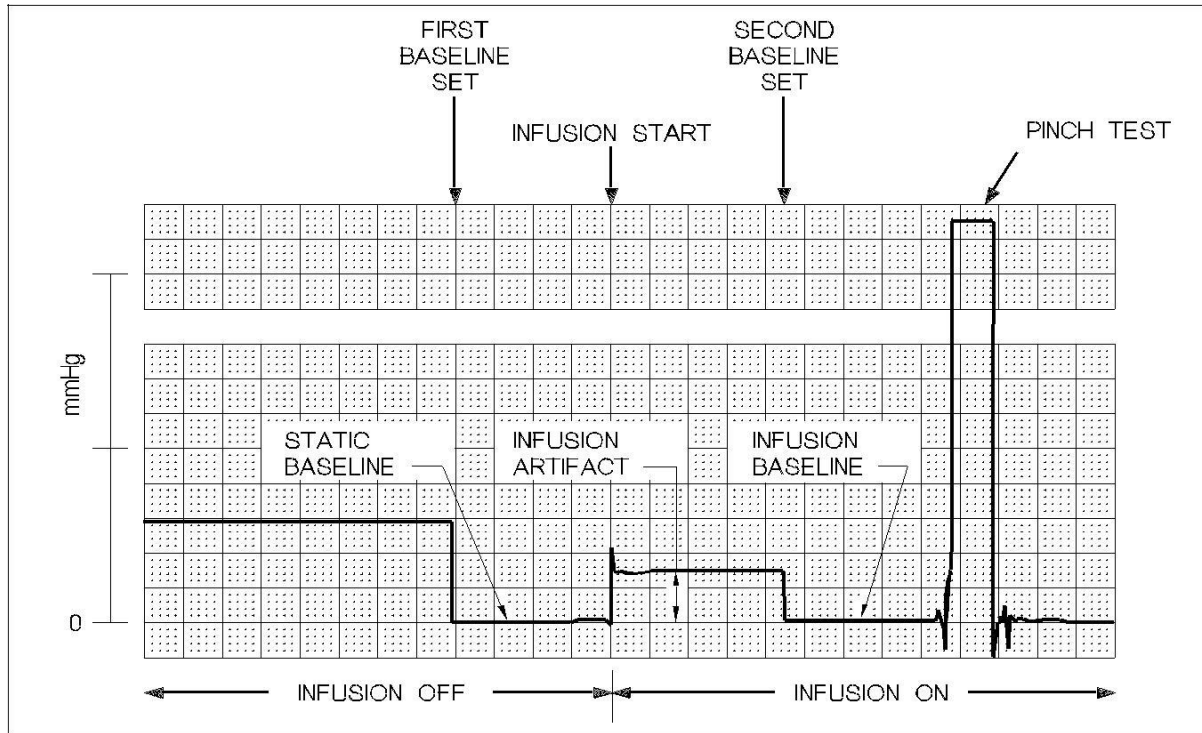 FIRST
BASELINE
SET
SECOND
BASELINE
SET
INFUSION START
PINCH TEST
mmHg
STATIC
BASELINE
INFUSION
ARTIFACT
INFUSION
BASELINE
0
INFUSION OFF
INFUSION ON